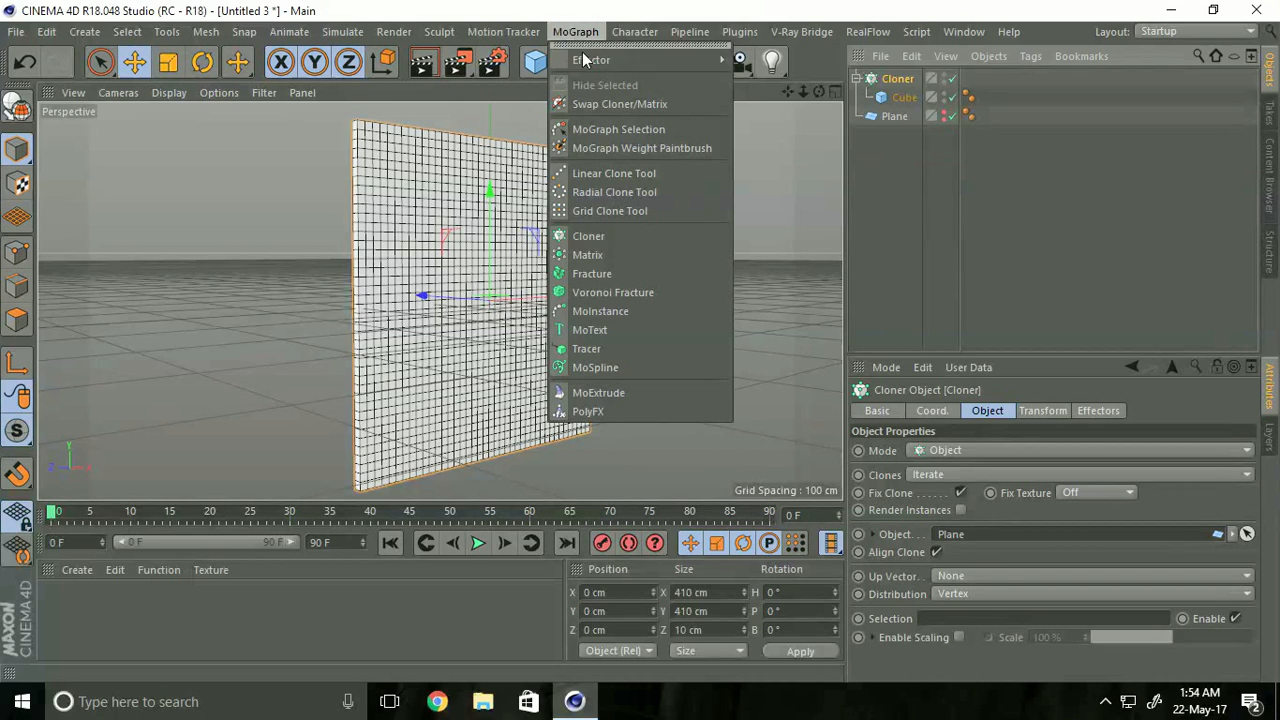 CINEMA 4D R18.048 Studio (RC - R18) - [Untitled 3 *] - Main
File Edit Create Select Tools Mesh Snap Animate Simulate Render Sculpt Motion Tracker MoGraph Character Pipeline Plugins V-Ray Bridge RealFlow Script Window Help Layout: Startup
X Y Z
View Cameras Display Options Filter Panel
Perspective
Effector
Hide Selected
Swap Cloner/Matrix
MoGraph Selection
MoGraph Weight Paintbrush
Linear Clone Tool
Radial Clone Tool
Grid Clone Tool
Cloner
Matrix
Fracture
Voronoi Fracture
MoInstance
MoText
Tracer
MoSpline
MoExtrude
PolyFX
Y
Z X
Grid Spacing : 100 cm
File Edit View Objects Tags Bookmarks
Cloner
Cube
Plane
Objects
Takes
Content Browser
Structure
Mode Edit User Data
Cloner Object [Cloner]
Basic Coord. Object Transform Effectors
Object Properties
Mode Object
Clones Iterate
Fix Clone . . . . . . Fix Texture Off
Render Instances
Object. . . Plane
Align Clone
Up Vector. . None
Distribution Vertex
Selection Enable
Enable Scaling Scale 100 %
Attributes
Layers
0 5 10 15 20 25 30 35 40 45 50 55 60 65 70 75 80 85 90 0 F
0 F 0 F 90 F 90 F
Create Edit Function Texture
Position Size Rotation
X 0 cm X 410 cm H 0 °
Y 0 cm Y 410 cm P 0 °
Z 0 cm Z 10 cm B 0 °
Object (Rel) Size Apply
MAXON CINEMA 4D
Type here to search
1:54 AM
22-May-17
2